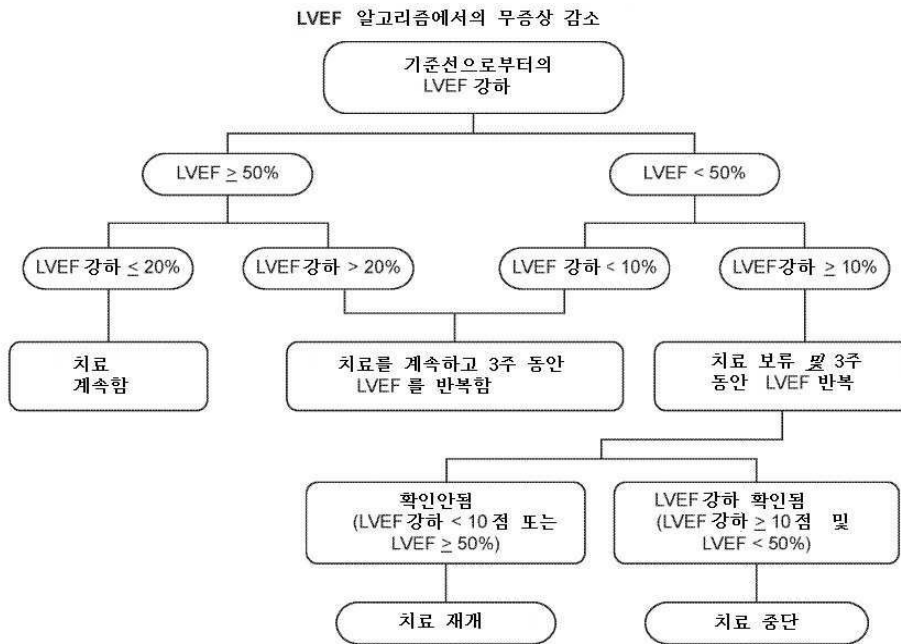 LVEF 알고리즘에서의 무증상 감소
기준선으로부터의
LVEF 강하
LVEF ≥ 50%
LVEF < 50%
LVEF 강하 ≤ 20%
LVEF 강하 > 20%
LVEF 강하 < 10%
LVEF 강하 ≥ 10%
치료
계속함
치료를 계속하고 3주 동안
LVEF 를 반복함
치료 보류 및 3주
동안 LVEF 반복
확인안됨
(LVEF 강하 < 10 점 또는
LVEF ≥ 50%)
LVEF 강하 확인됨
(LVEF 강하 ≥ 10 점 및
LVEF < 50%)
치료 재개
치료 중단